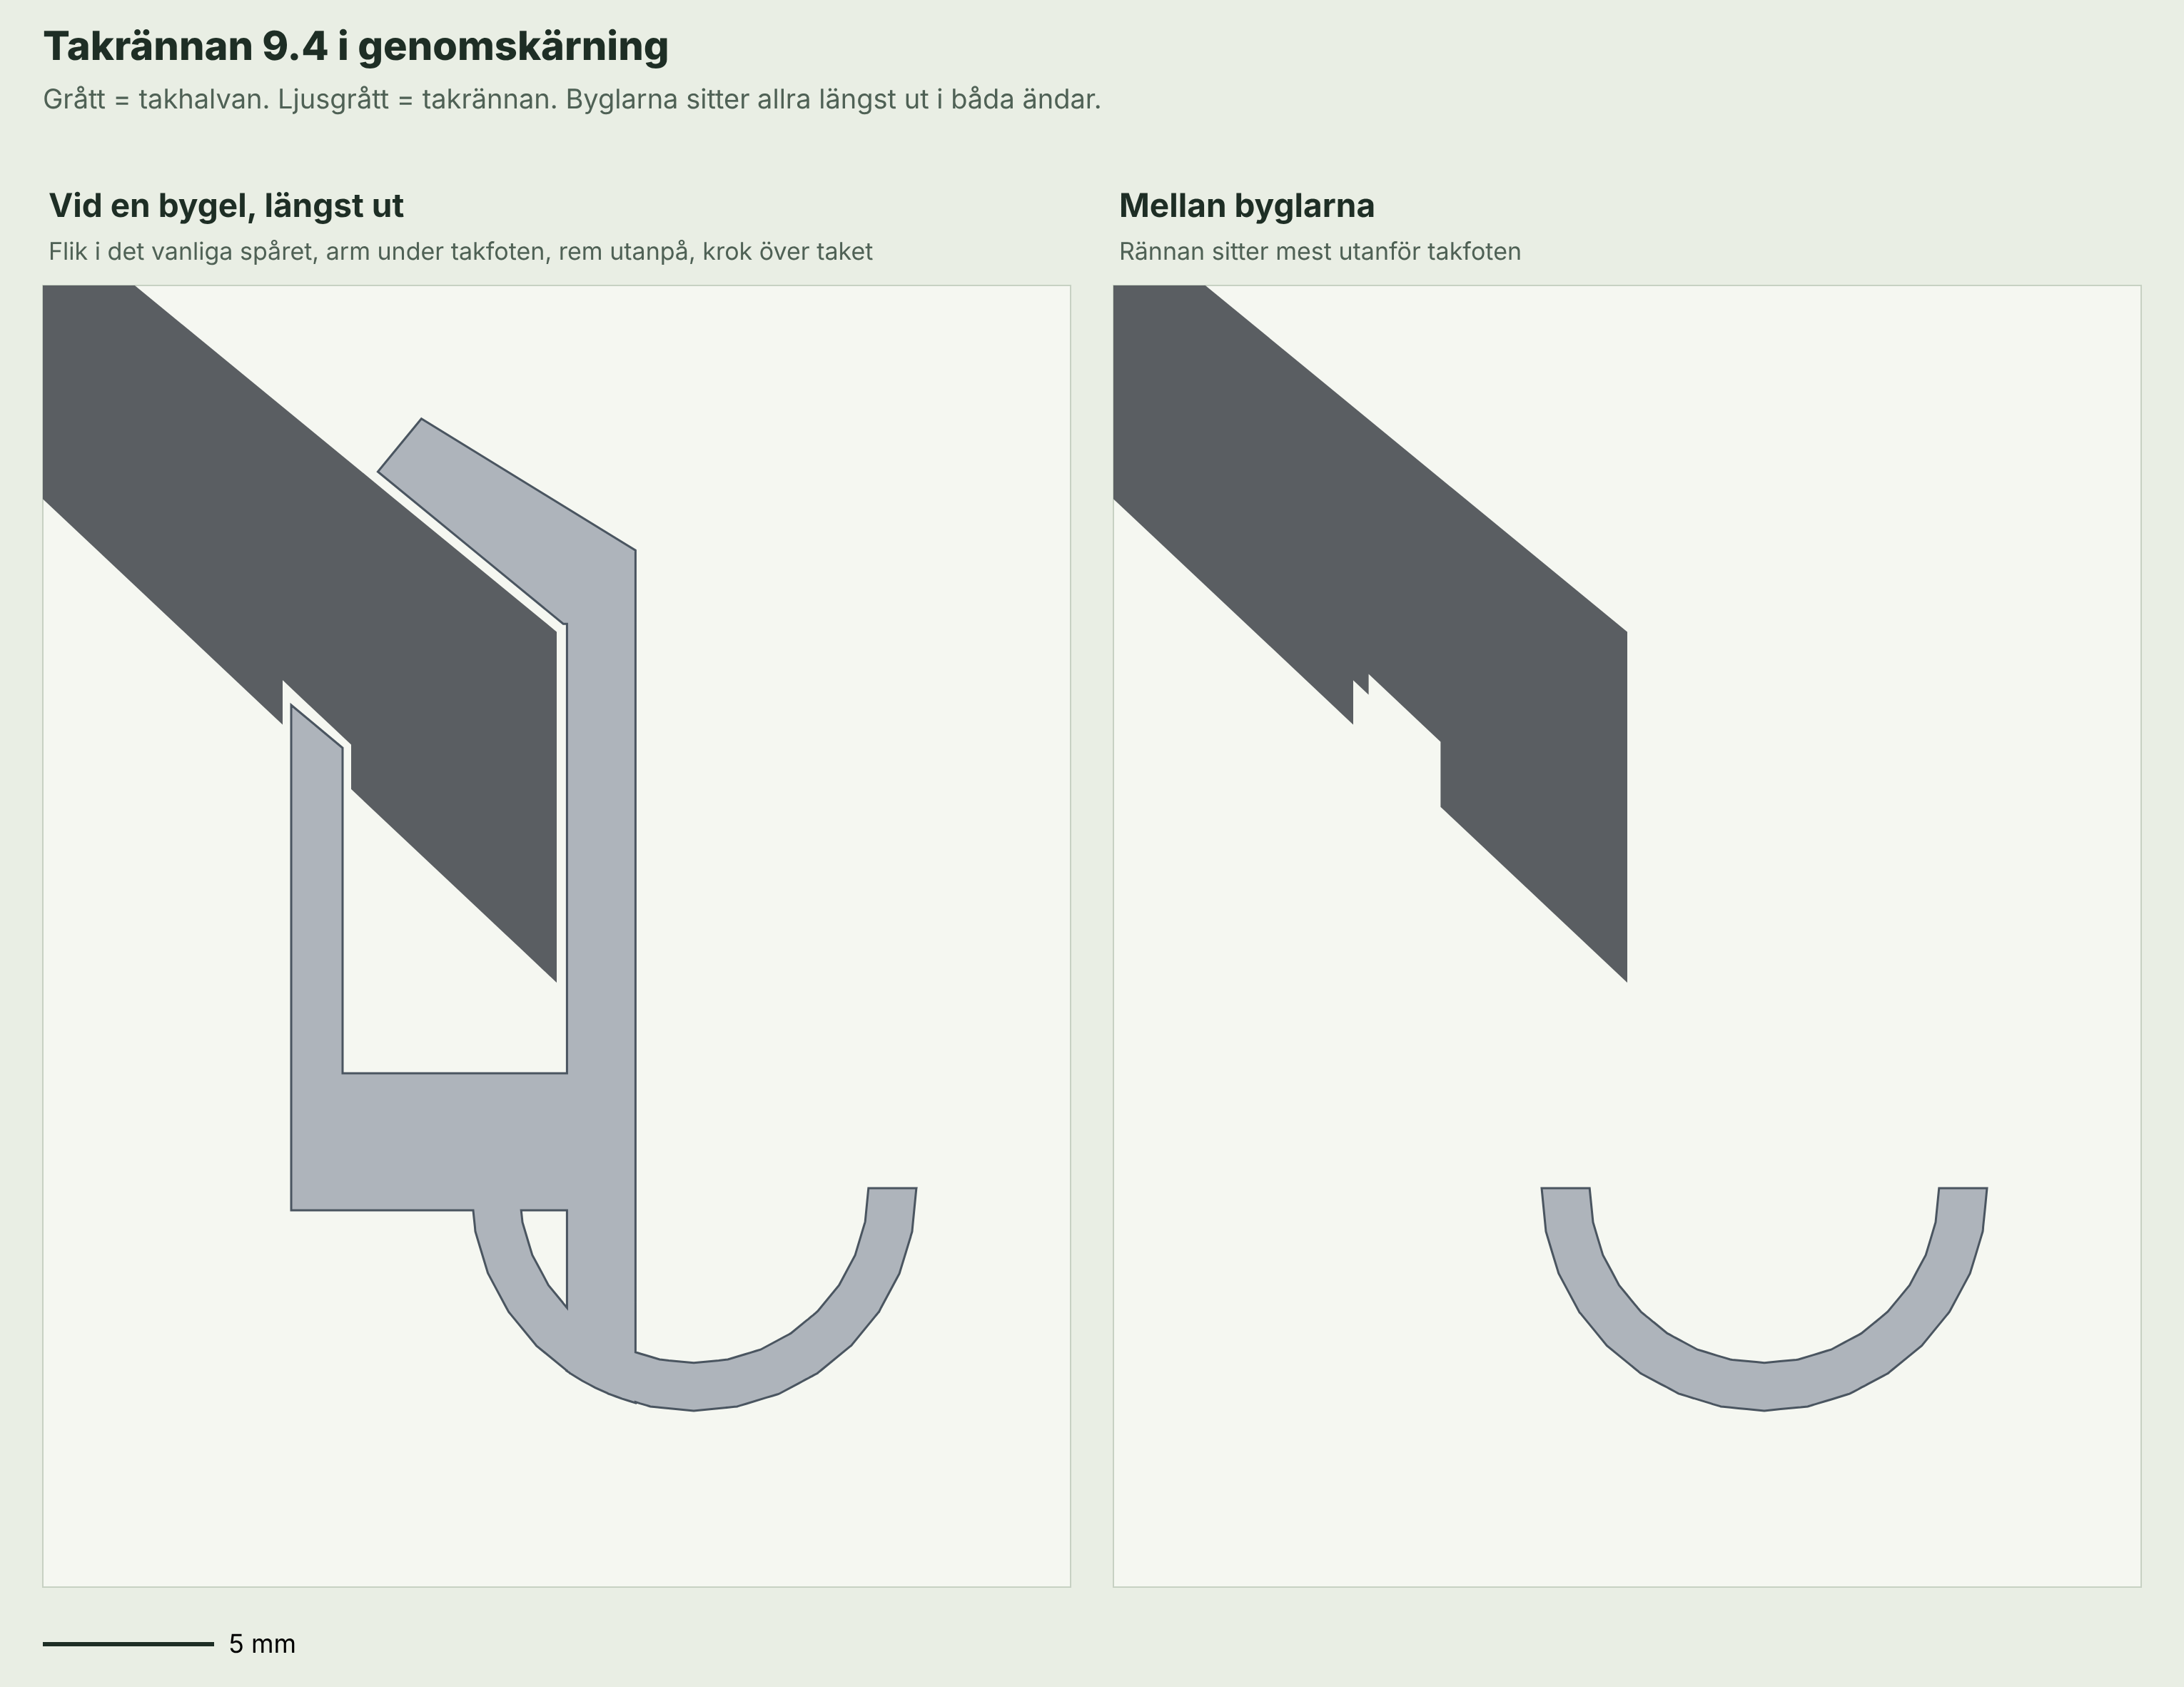 Takrännan 9.4 i genomskärning
Grått = takhalvan. Ljusgrått = takrännan. Byglarna sitter allra längst ut i båda ändar.
Vid en bygel, längst ut
Flik i det vanliga spåret, arm under takfoten, rem utanpå, krok över taket
Mellan byglarna
Rännan sitter mest utanför takfoten
5 mm